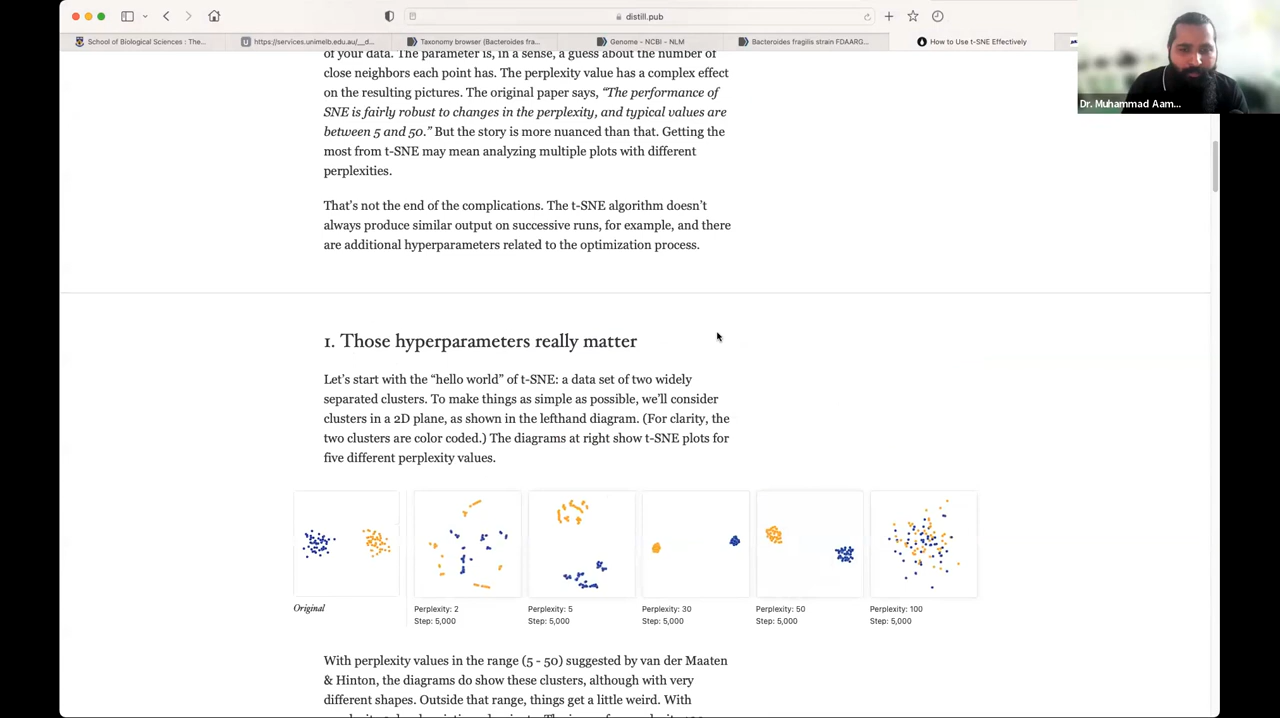 distill.pub
School of Biological Sciences : The...
https://services.unimelb.edu.au/__d...
Taxonomy browser (Bacteroides fra...
Genome - NCBI - NLM
Bacteroides fragilis strain FDAARG...
How to Use t-SNE Effectively
Dr. Muhammad Aam...
of your data. The parameter is, in a sense, a guess about the number of
close neighbors each point has. The perplexity value has a complex effect
on the resulting pictures. The original paper says, “The performance of
SNE is fairly robust to changes in the perplexity, and typical values are
between 5 and 50.” But the story is more nuanced than that. Getting the
most from t-SNE may mean analyzing multiple plots with different
perplexities.
That's not the end of the complications. The t-SNE algorithm doesn’t
always produce similar output on successive runs, for example, and there
are additional hyperparameters related to the optimization process.
1. Those hyperparameters really matter
Let’s start with the “hello world” of t-SNE: a data set of two widely
separated clusters. To make things as simple as possible, we’ll consider
clusters in a 2D plane, as shown in the lefthand diagram. (For clarity, the
two clusters are color coded.) The diagrams at right show t-SNE plots for
five different perplexity values.
Original
Perplexity: 2
Step: 5,000
Perplexity: 5
Step: 5,000
Perplexity: 30
Step: 5,000
Perplexity: 50
Step: 5,000
Perplexity: 100
Step: 5,000
With perplexity values in the range (5 - 50) suggested by van der Maaten
& Hinton, the diagrams do show these clusters, although with very
different shapes. Outside that range, things get a little weird. With